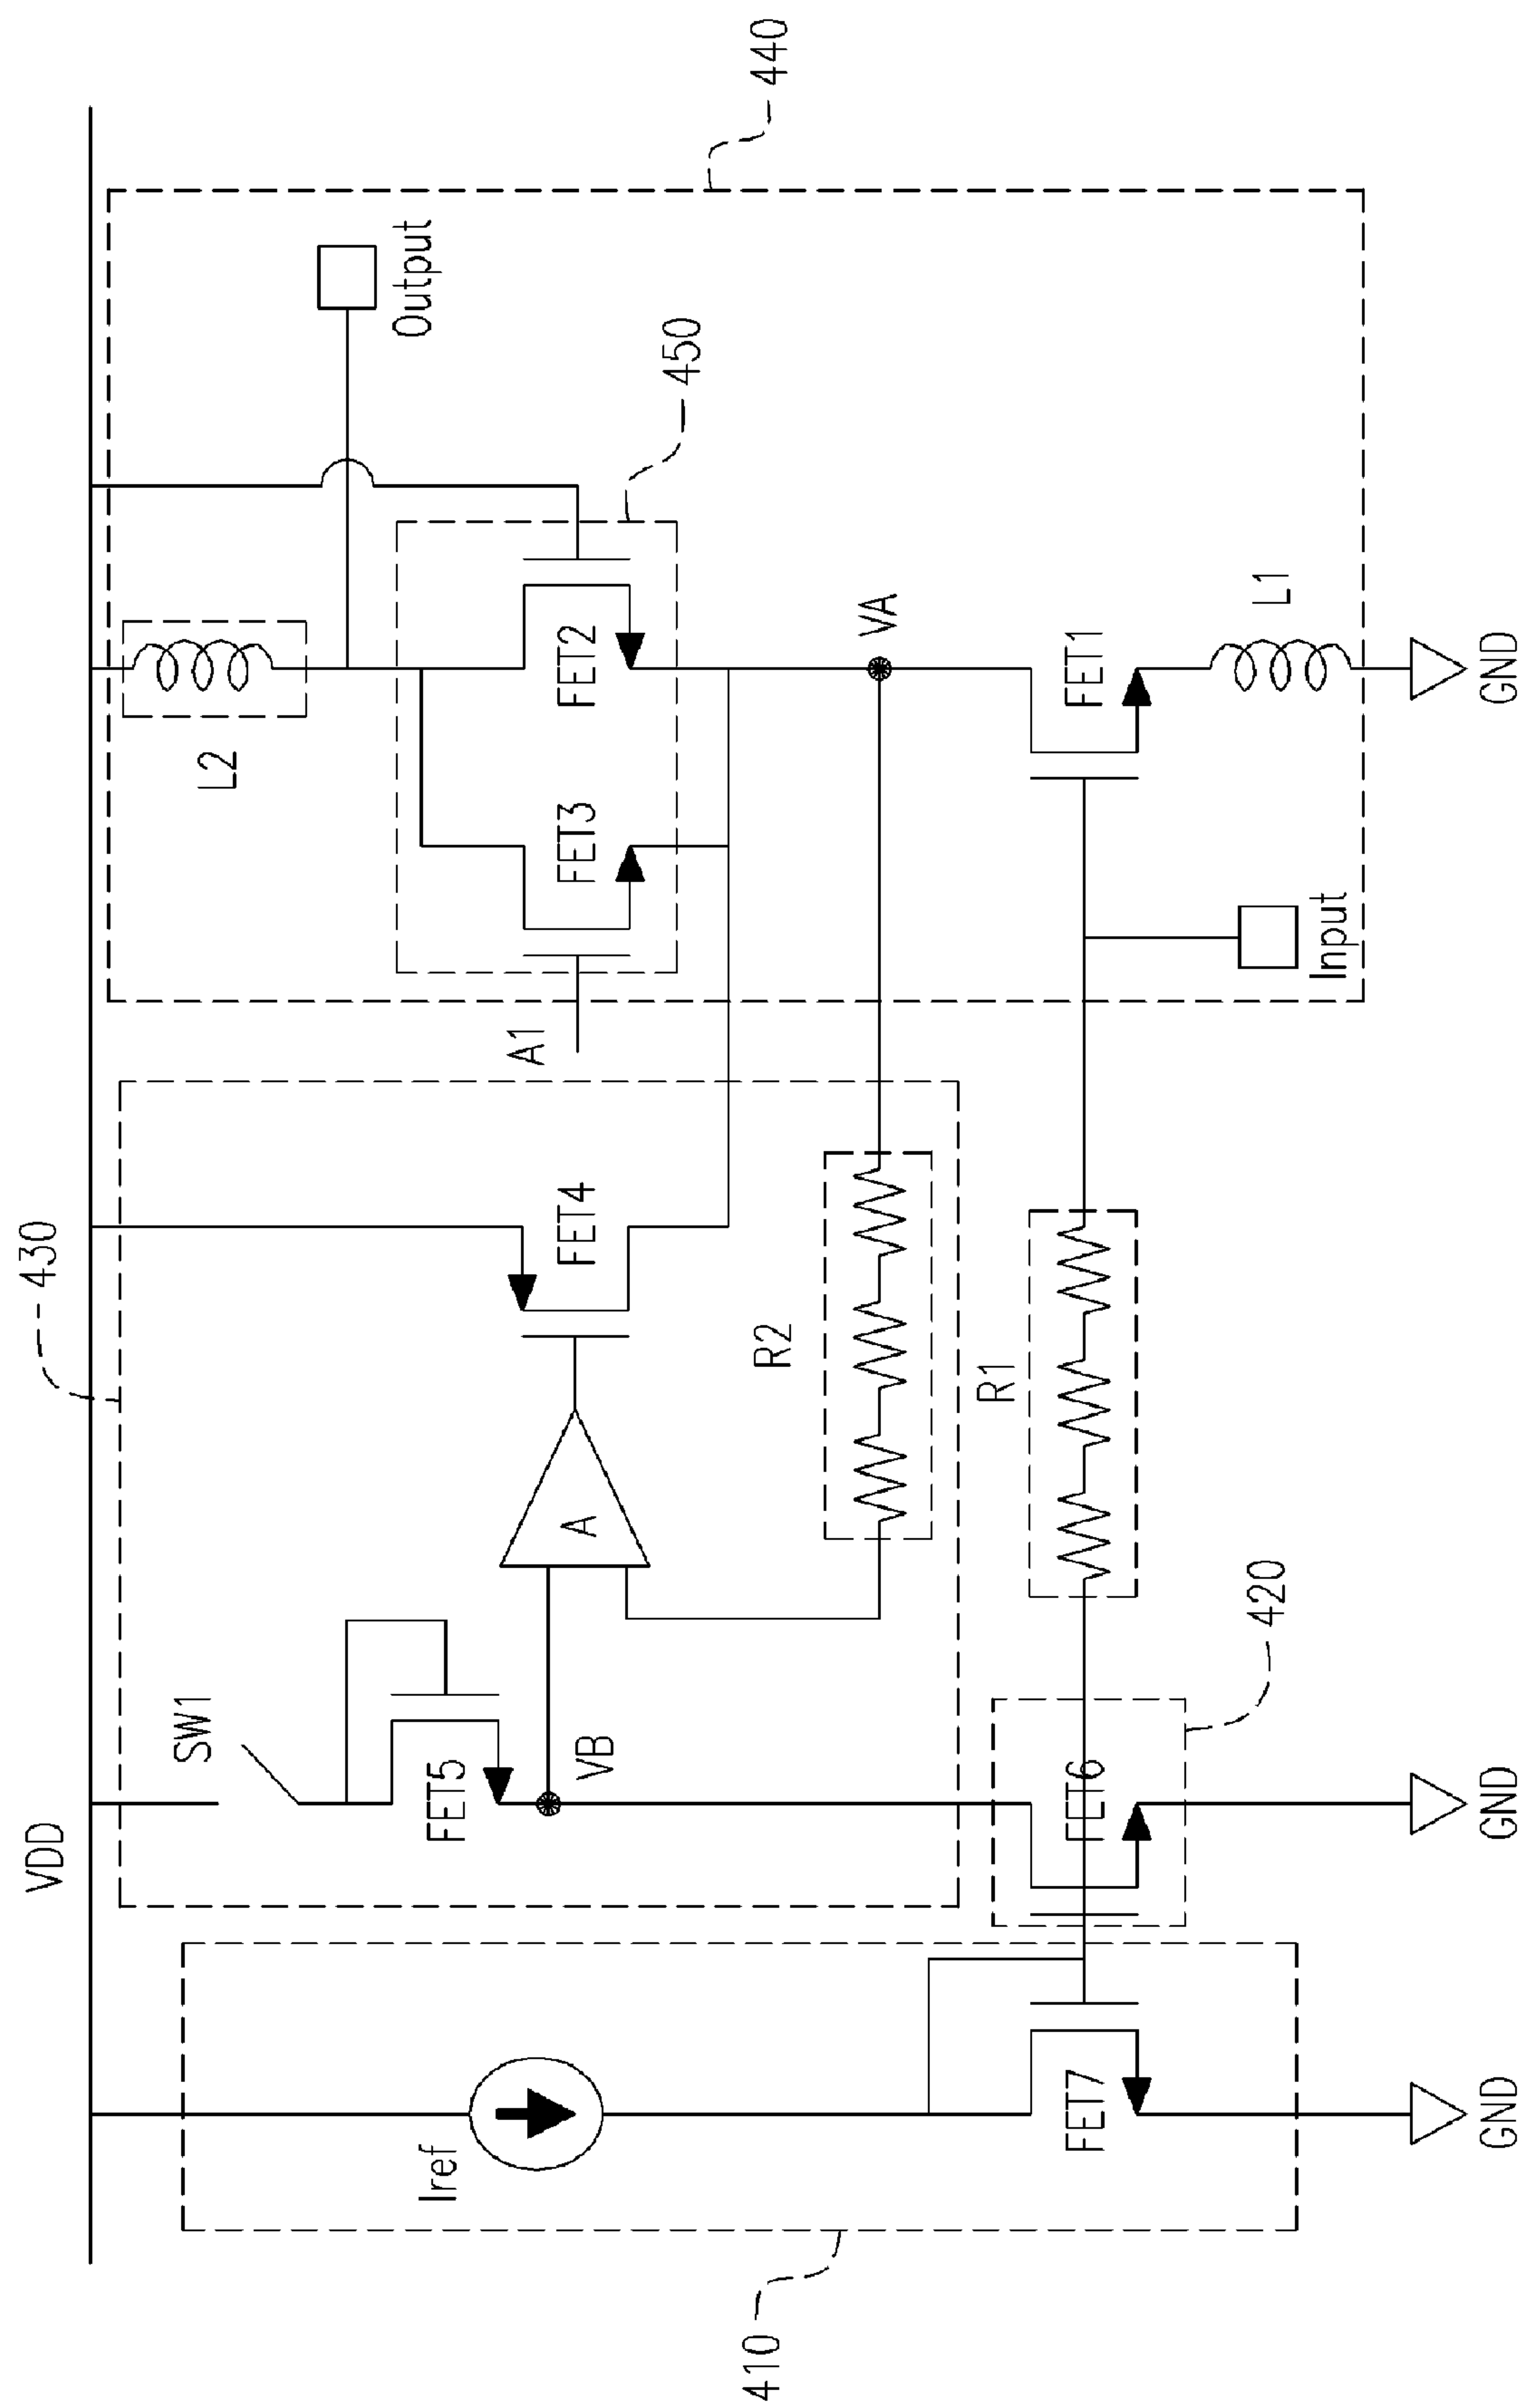 VDD
430
440
SW1
L2
Output
450
Iref
FET5
VB
A
FET4
A1
FET3
FET2
R2
VA
R1
FET7
FET6
FET1
420
Input
L1
410
GND
GND
GND